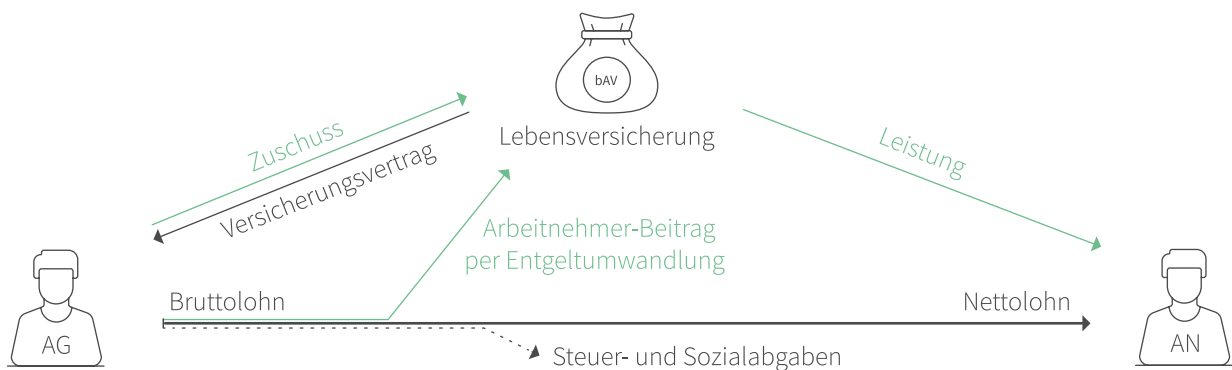 bAV
Lebensversicherung
Zuschuss
Versicherungsvertrag
Leistung
Arbeitnehmer-Beitrag
per Entgeltumwandlung
Bruttolohn
Nettolohn
AG
AN
Steuer- und Sozialabgaben